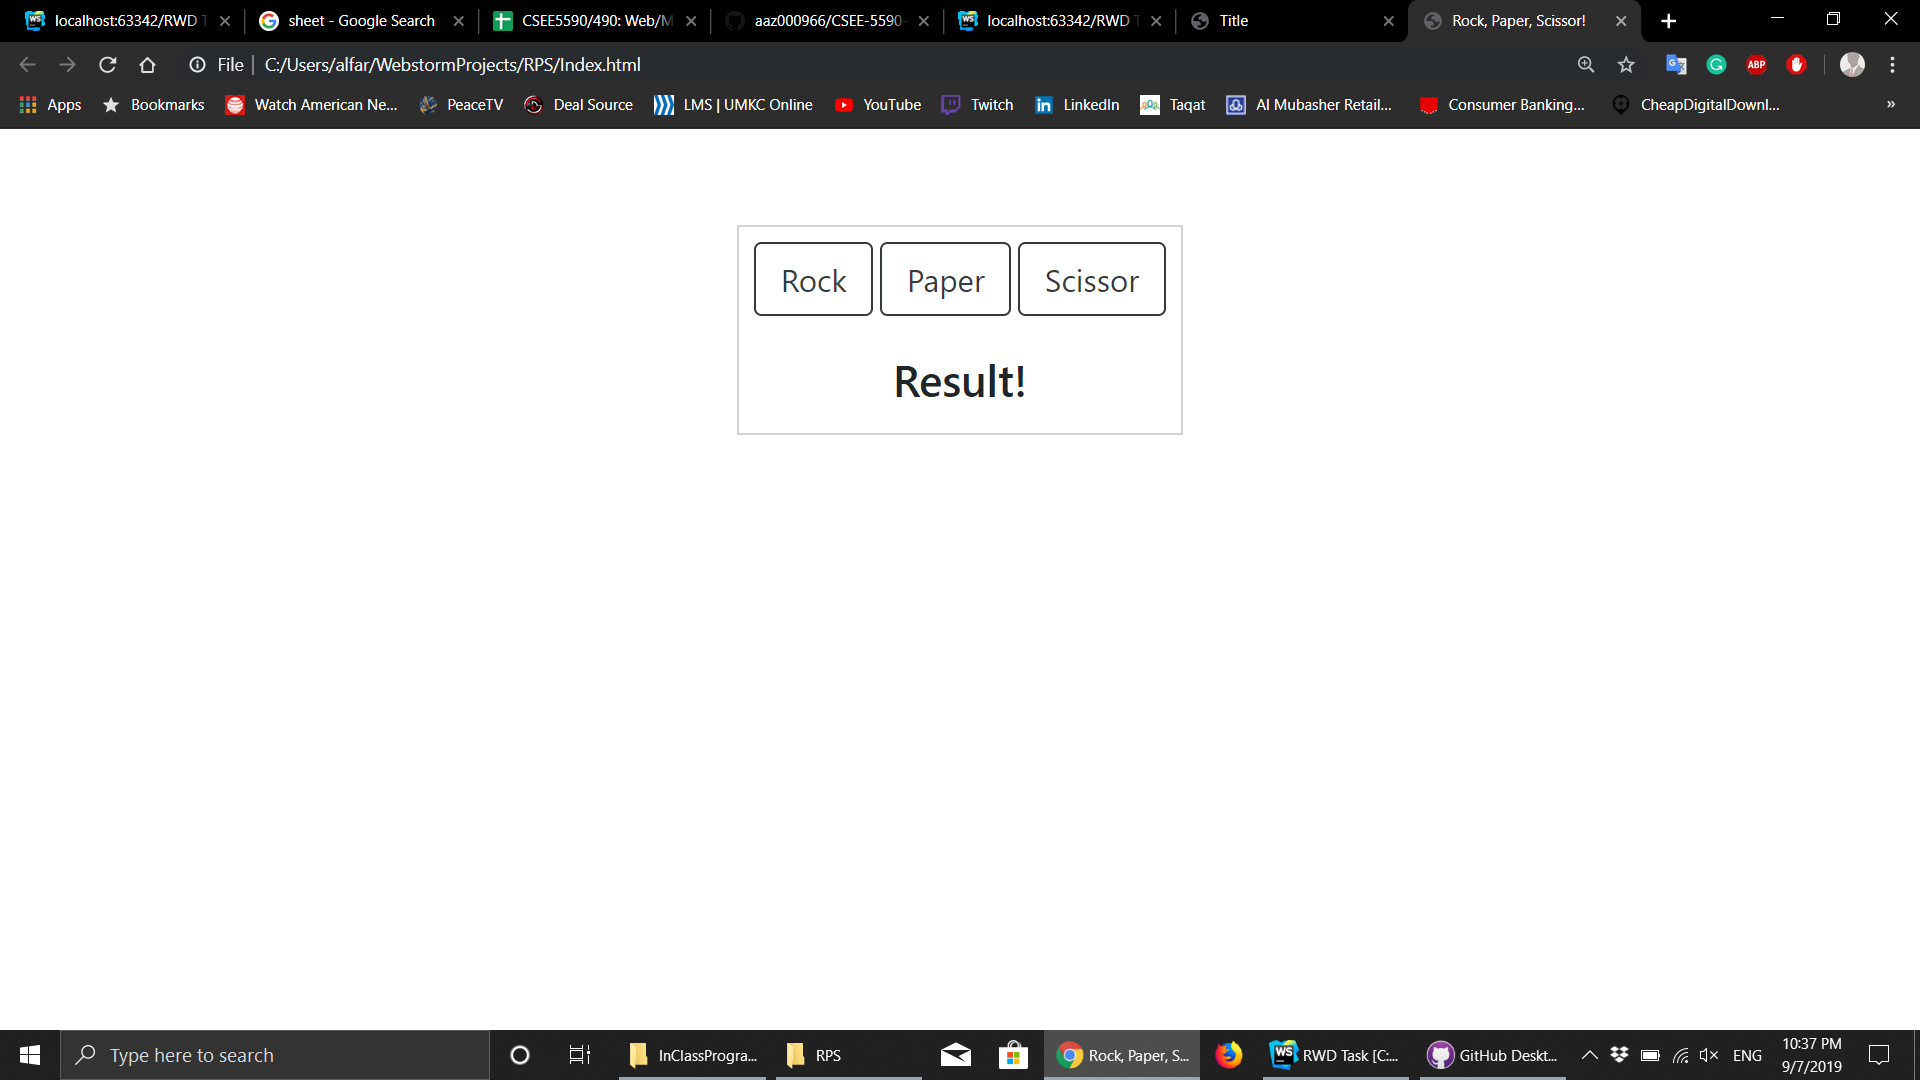 localhost:63342/RWD T
sheet - Google Search
CSEE5590/490: Web/M
aaz000966/CSEE-5590-
localhost:63342/RWD T
Title
Rock, Paper, Scissor!
File
C:/Users/alfar/WebstormProjects/RPS/Index.html
ABP
Apps
Bookmarks
Watch American Ne...
PeaceTV
Deal Source
LMS | UMKC Online
YouTube
Twitch
LinkedIn
Taqat
Al Mubasher Retail...
Consumer Banking...
CheapDigitalDownl...
»
Rock
Paper
Scissor
Result!
Type here to search
InClassProgra...
RPS
Rock, Paper, S...
RWD Task [C:...
GitHub Deskt...
ENG
10:37 PM
9/7/2019